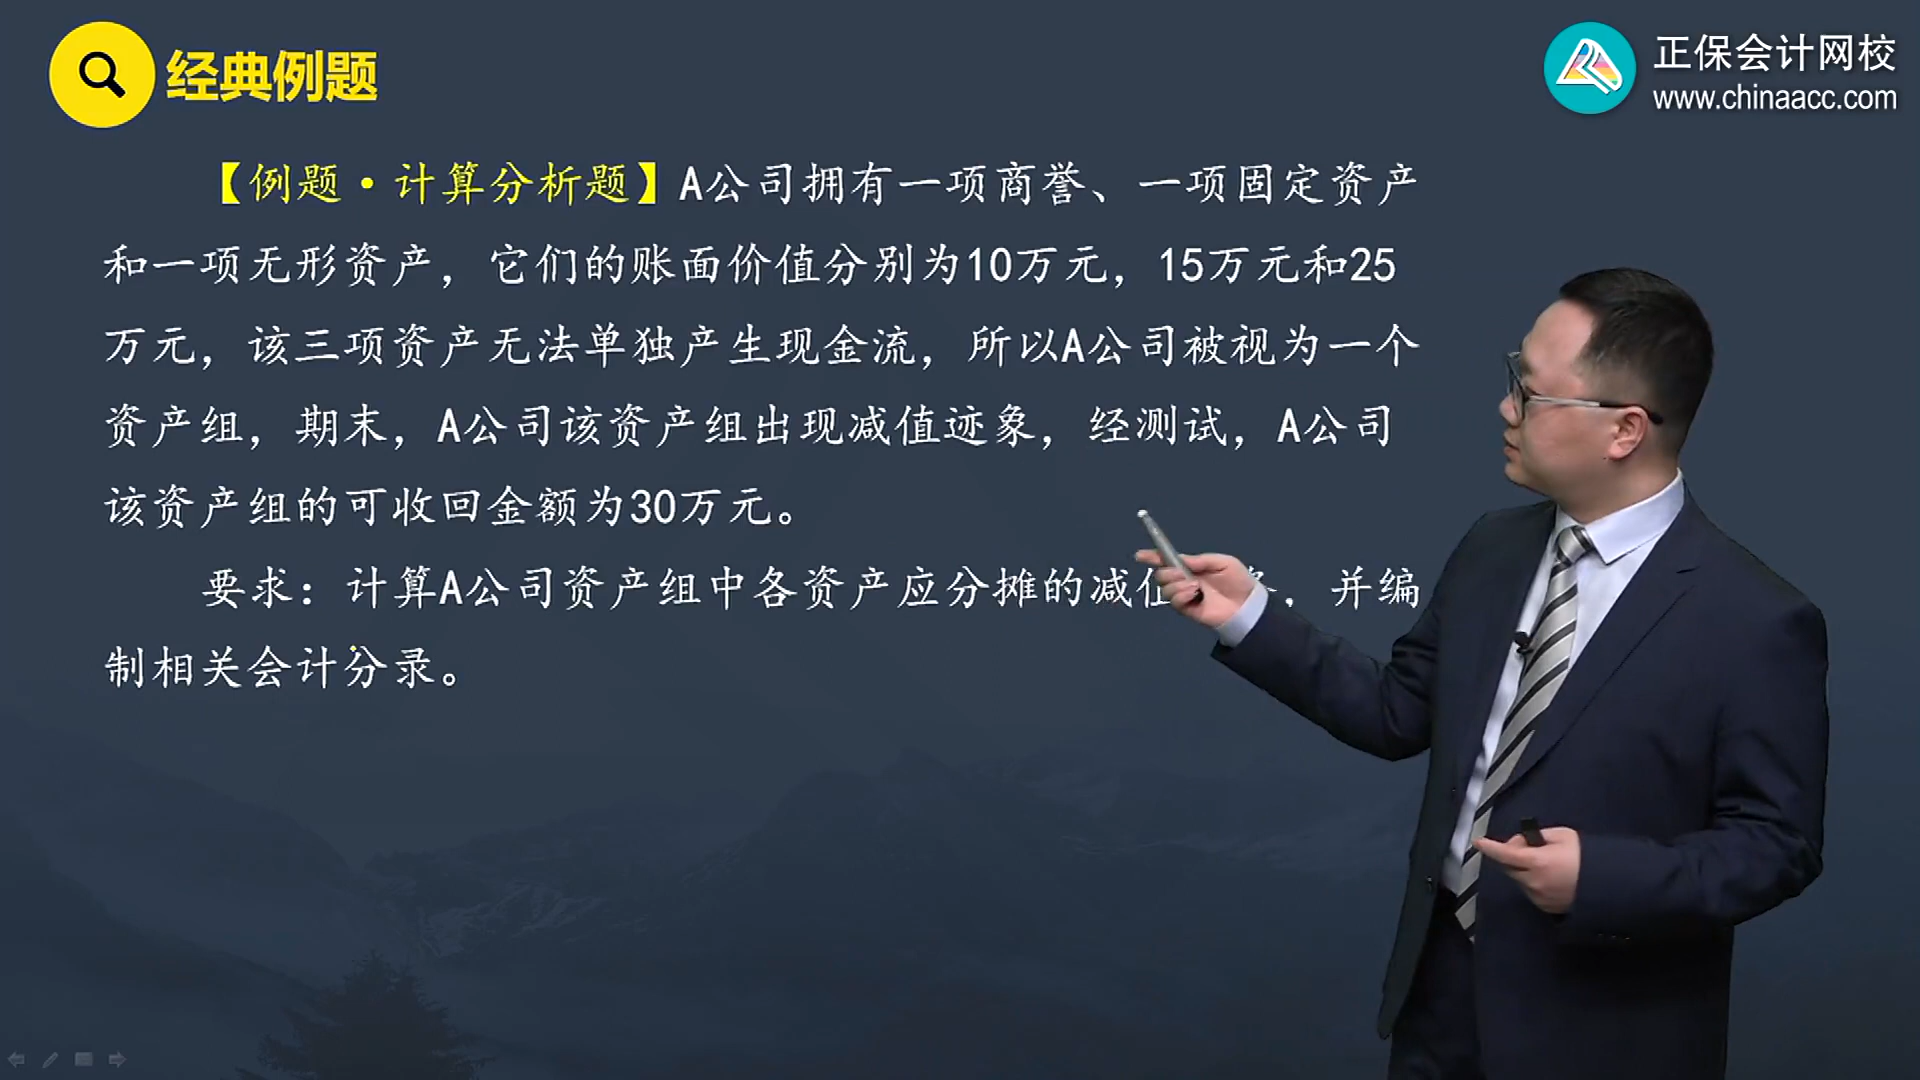 经典例题
正保会计网校
www.chinaacc.com
【例题·计算分析题】A公司拥有一项商誉、一项固定资产
和一项无形资产，它们的账面价值分别为10万元，15万元和25
万元，该三项资产无法单独产生现金流，所以A公司被视为一个
资产组，期末，A公司该资产组出现减值迹象，经测试，A公司
该资产组的可收回金额为30万元。
要求：计算A公司资产组中各资产应分摊的减值，并编
制相关会计分录。